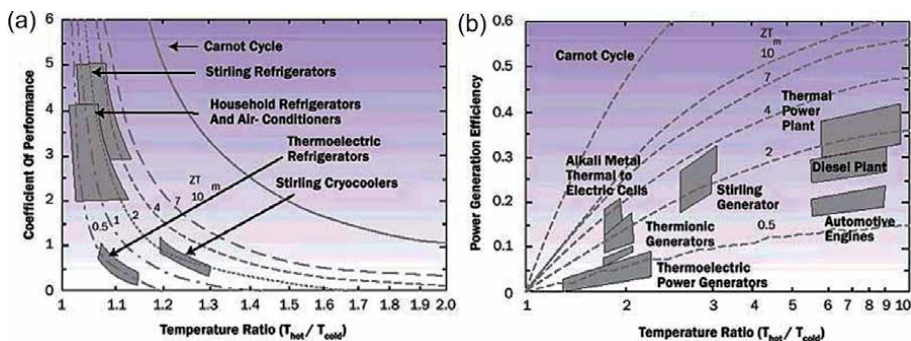 (a)
6
5
4
3
2
1
0
Coefficient Of Performance
Carnot Cycle
Stirling Refrigerators
Household Refrigerators
And Air- Conditioners
Thermoelectric
Refrigerators
Stirling Cryocoolers
ZT m
10
7
4
2
1
0.5
1 1.1 1.2 1.3 1.4 1.5 1.6 1.7 1.8 1.9 2.0
Temperature Ratio (T hot / T cold)
(b)
0.6
0.5
0.4
0.3
0.2
0.1
0
Power Generation Efficiency
Carnot Cycle
ZT m
10
7
4
2
0.5
Thermal
Power
Plant
Diesel Plant
Automotive
Engines
Alkali Metal
Thermal to
Electric Cells
Stirling
Generator
Thermionic
Generators
Thermoelectric
Power Generators
1 2 3 4 5 6 7 8 9 10
Temperature Ratio (T hot / T cold)